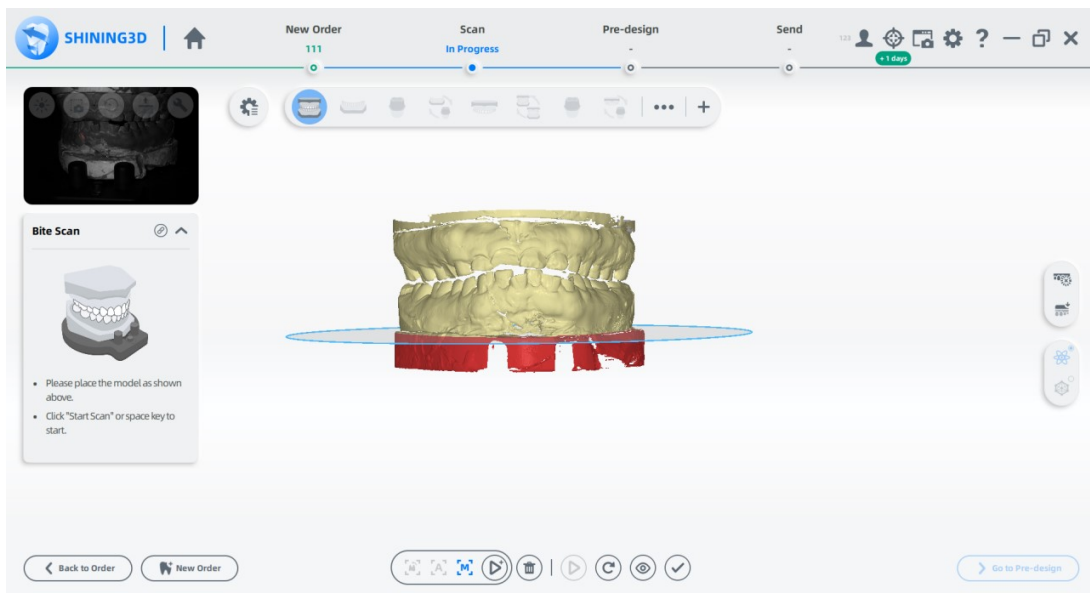 SHINING3D
New Order
111
Scan
In Progress
Pre-design
-
Send
-
123
?
+1 days
Bite Scan
• Please place the model as shown
above.
• Click "Start Scan" or space key to
start.
Back to Order
New Order
A
M
Go to Pre-design